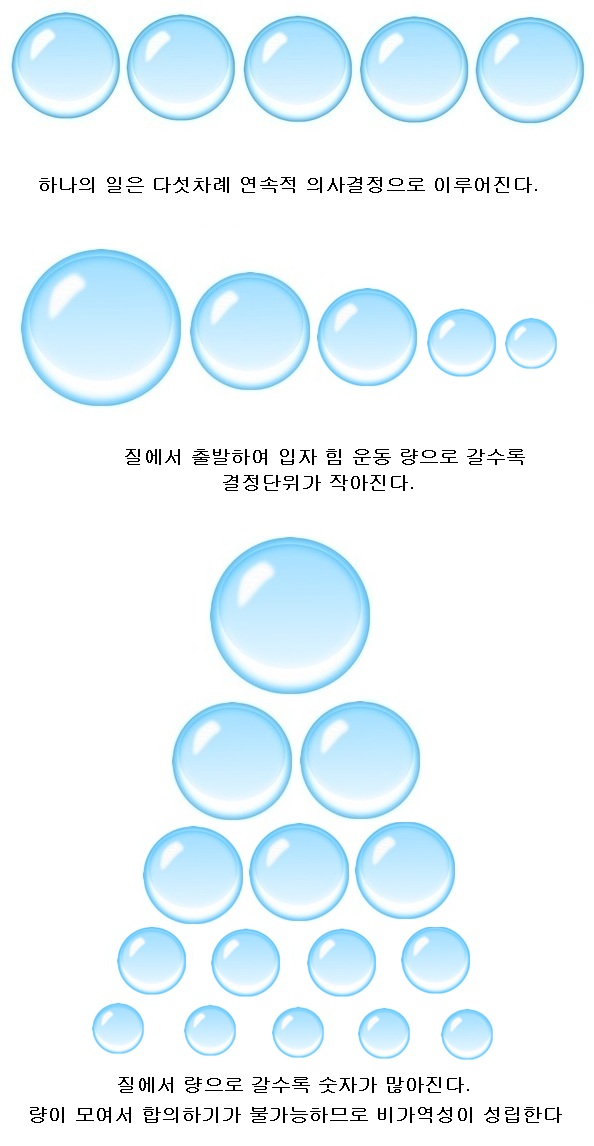 하나의 일은 다섯차례 연속적 의사결정으로 이루어진다.
질에서 출발하여 입자 힘 운동 량으로 갈수록
결정단위가 작아진다.
질에서 량으로 갈수록 숫자가 많아진다.
량이 모여서 합의하기가 불가능하므로 비가역성이 성립한다